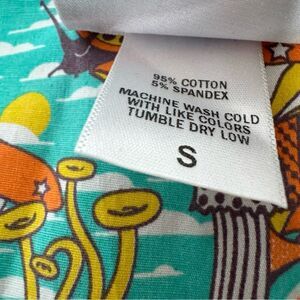 95% COTTON
5% SPANDEX
MACHINE WASH COLD
WITH LIKE COLORS
TUMBLE DRY LOW
S